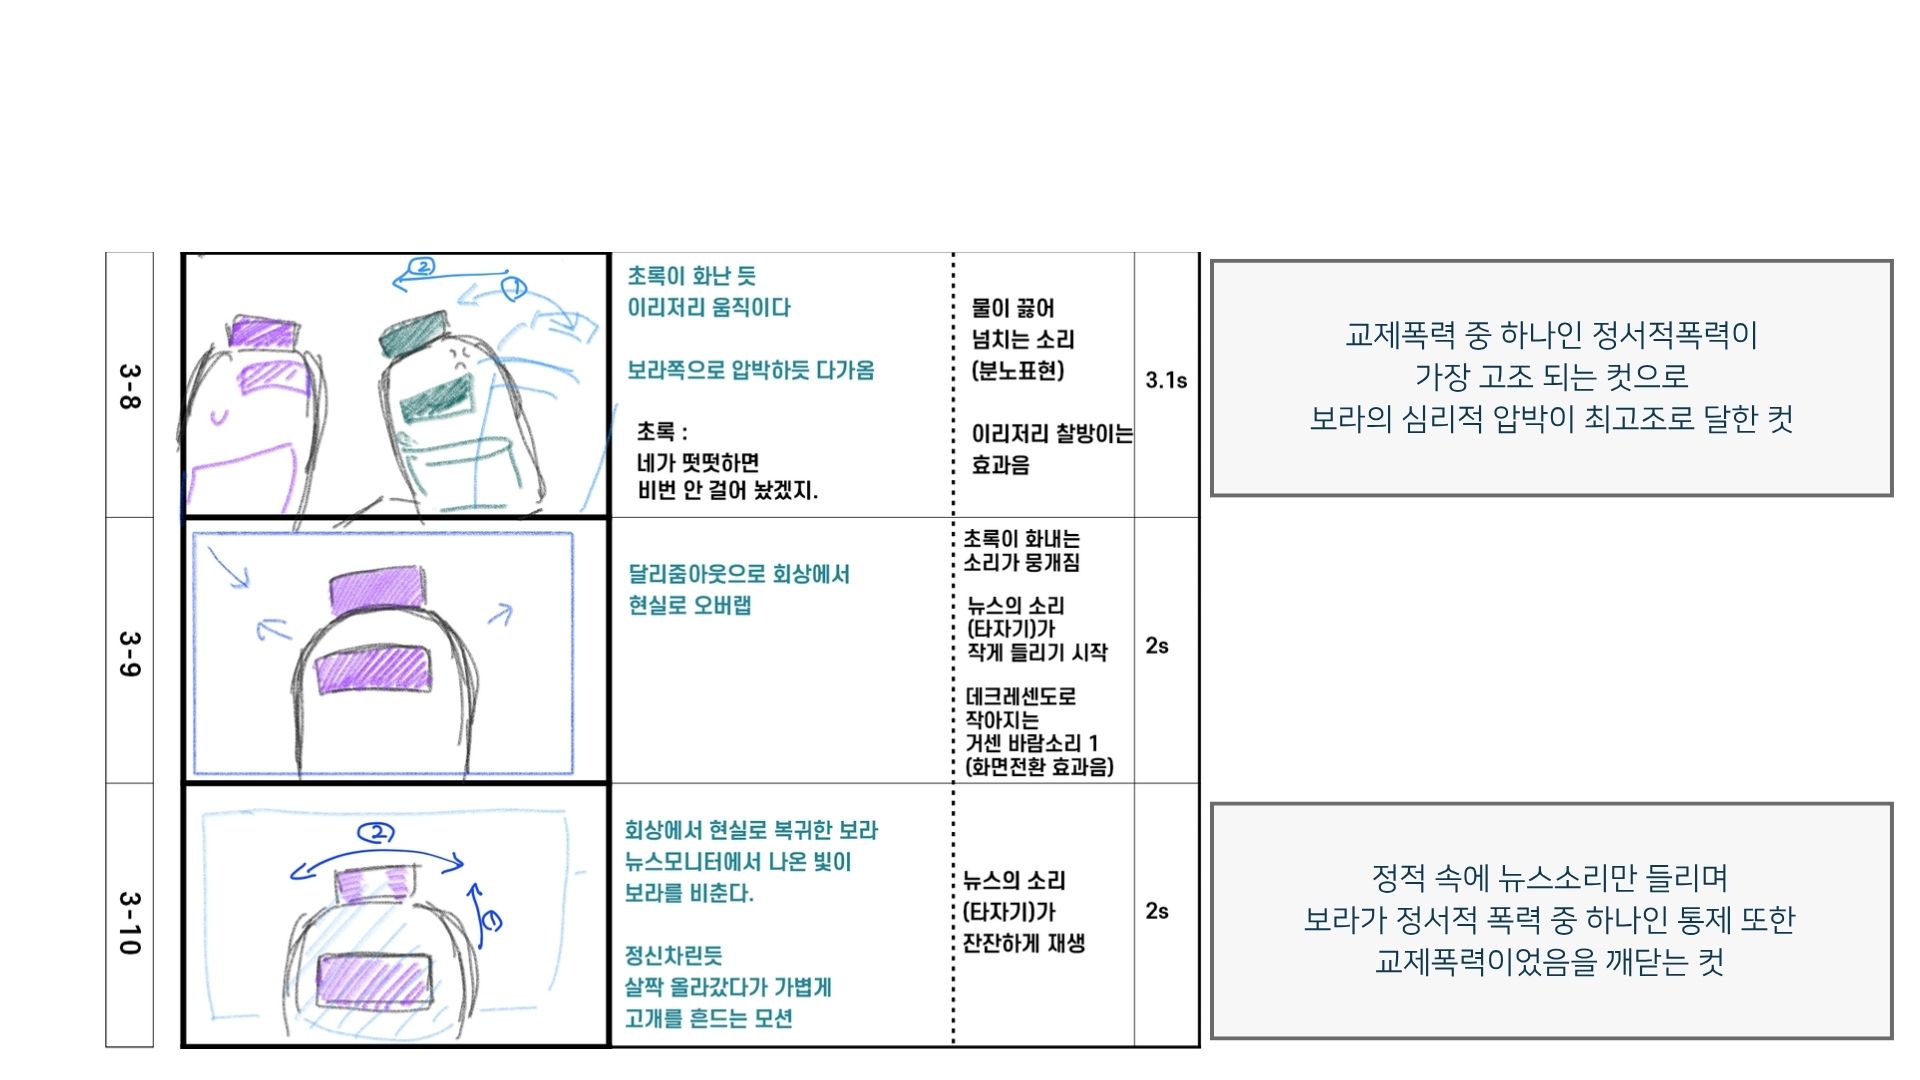 3-8
②
①
초록이 화난 듯
이리저리 움직이다
보라쪽으로 압박하듯 다가옴
초록 :
네가 떳떳하면
비번 안 걸어 놨겠지.
물이 끓어
넘치는 소리
(분노표현)
이리저리 찰방이는
효과음
3.1s
교제폭력 중 하나인 정서적폭력이
가장 고조 되는 컷으로
보라의 심리적 압박이 최고조로 달한 컷
3-9
달리줌아웃으로 회상에서
현실로 오버랩
초록이 화내는
소리가 뭉개짐
뉴스의 소리
(타자기)가
작게 들리기 시작
데크레센도로
작아지는
거센 바람소리 1
(화면전환 효과음)
2s
3-10
②
①
회상에서 현실로 복귀한 보라
뉴스모니터에서 나온 빛이
보라를 비춘다.
정신차린듯
살짝 올라갔다가 가볍게
고개를 흔드는 모션
뉴스의 소리
(타자기)가
잔잔하게 재생
2s
정적 속에 뉴스소리만 들리며
보라가 정서적 폭력 중 하나인 통제 또한
교제폭력이었음을 깨닫는 컷